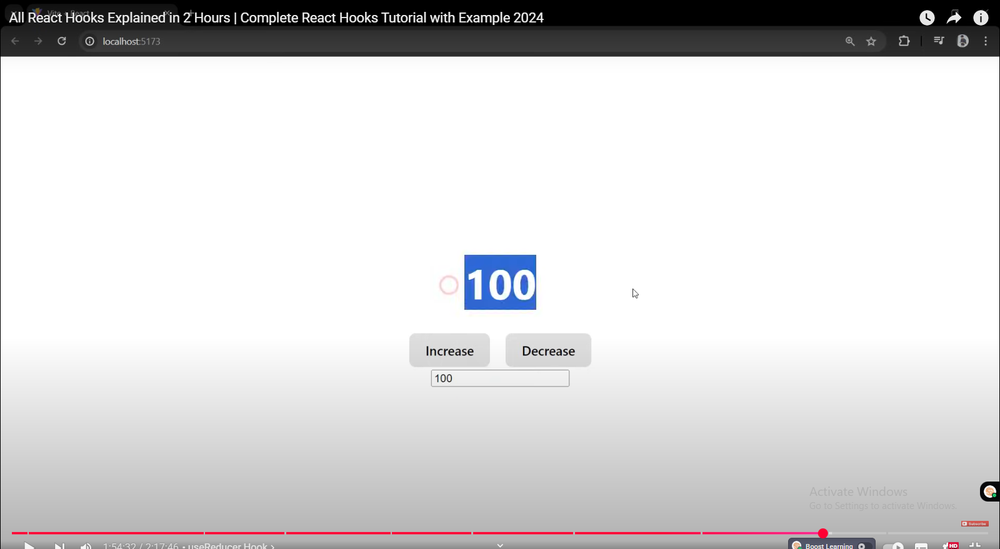 Vite + React
All React Hooks Explained in 2 Hours | Complete React Hooks Tutorial with Example 2024
localhost:5173
100
Increase Decrease
100
Activate Windows
Go to Settings to activate Windows.
Subscribe
1:54:32 / 2:17:46 • useReducer Hook >
Boost Learning
HD